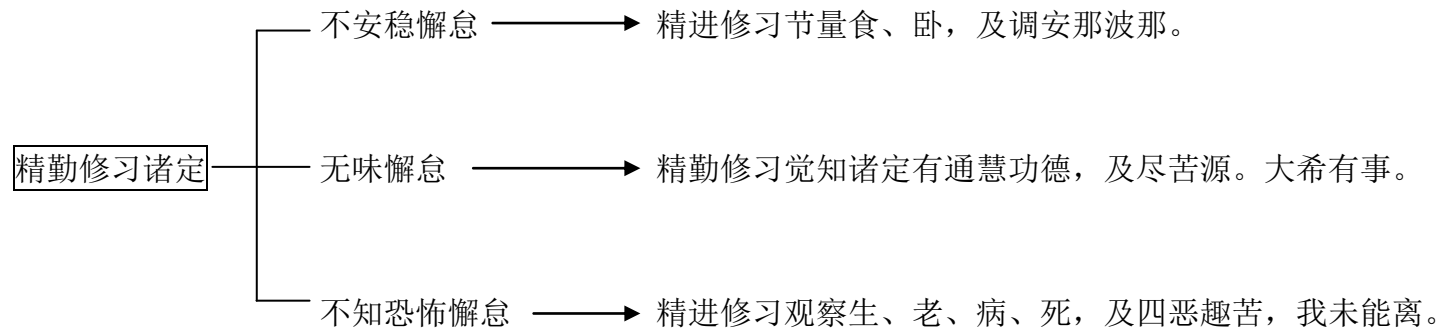 不安稳懈怠 精进修习节量食、卧，及调安那波那。
精勤修习诸定 无味懈怠 精勤修习觉知诸定有通慧功德，及尽苦源。大希有事。
不知恐怖懈怠 精进修习观察生、老、病、死，及四恶趣苦，我未能离。